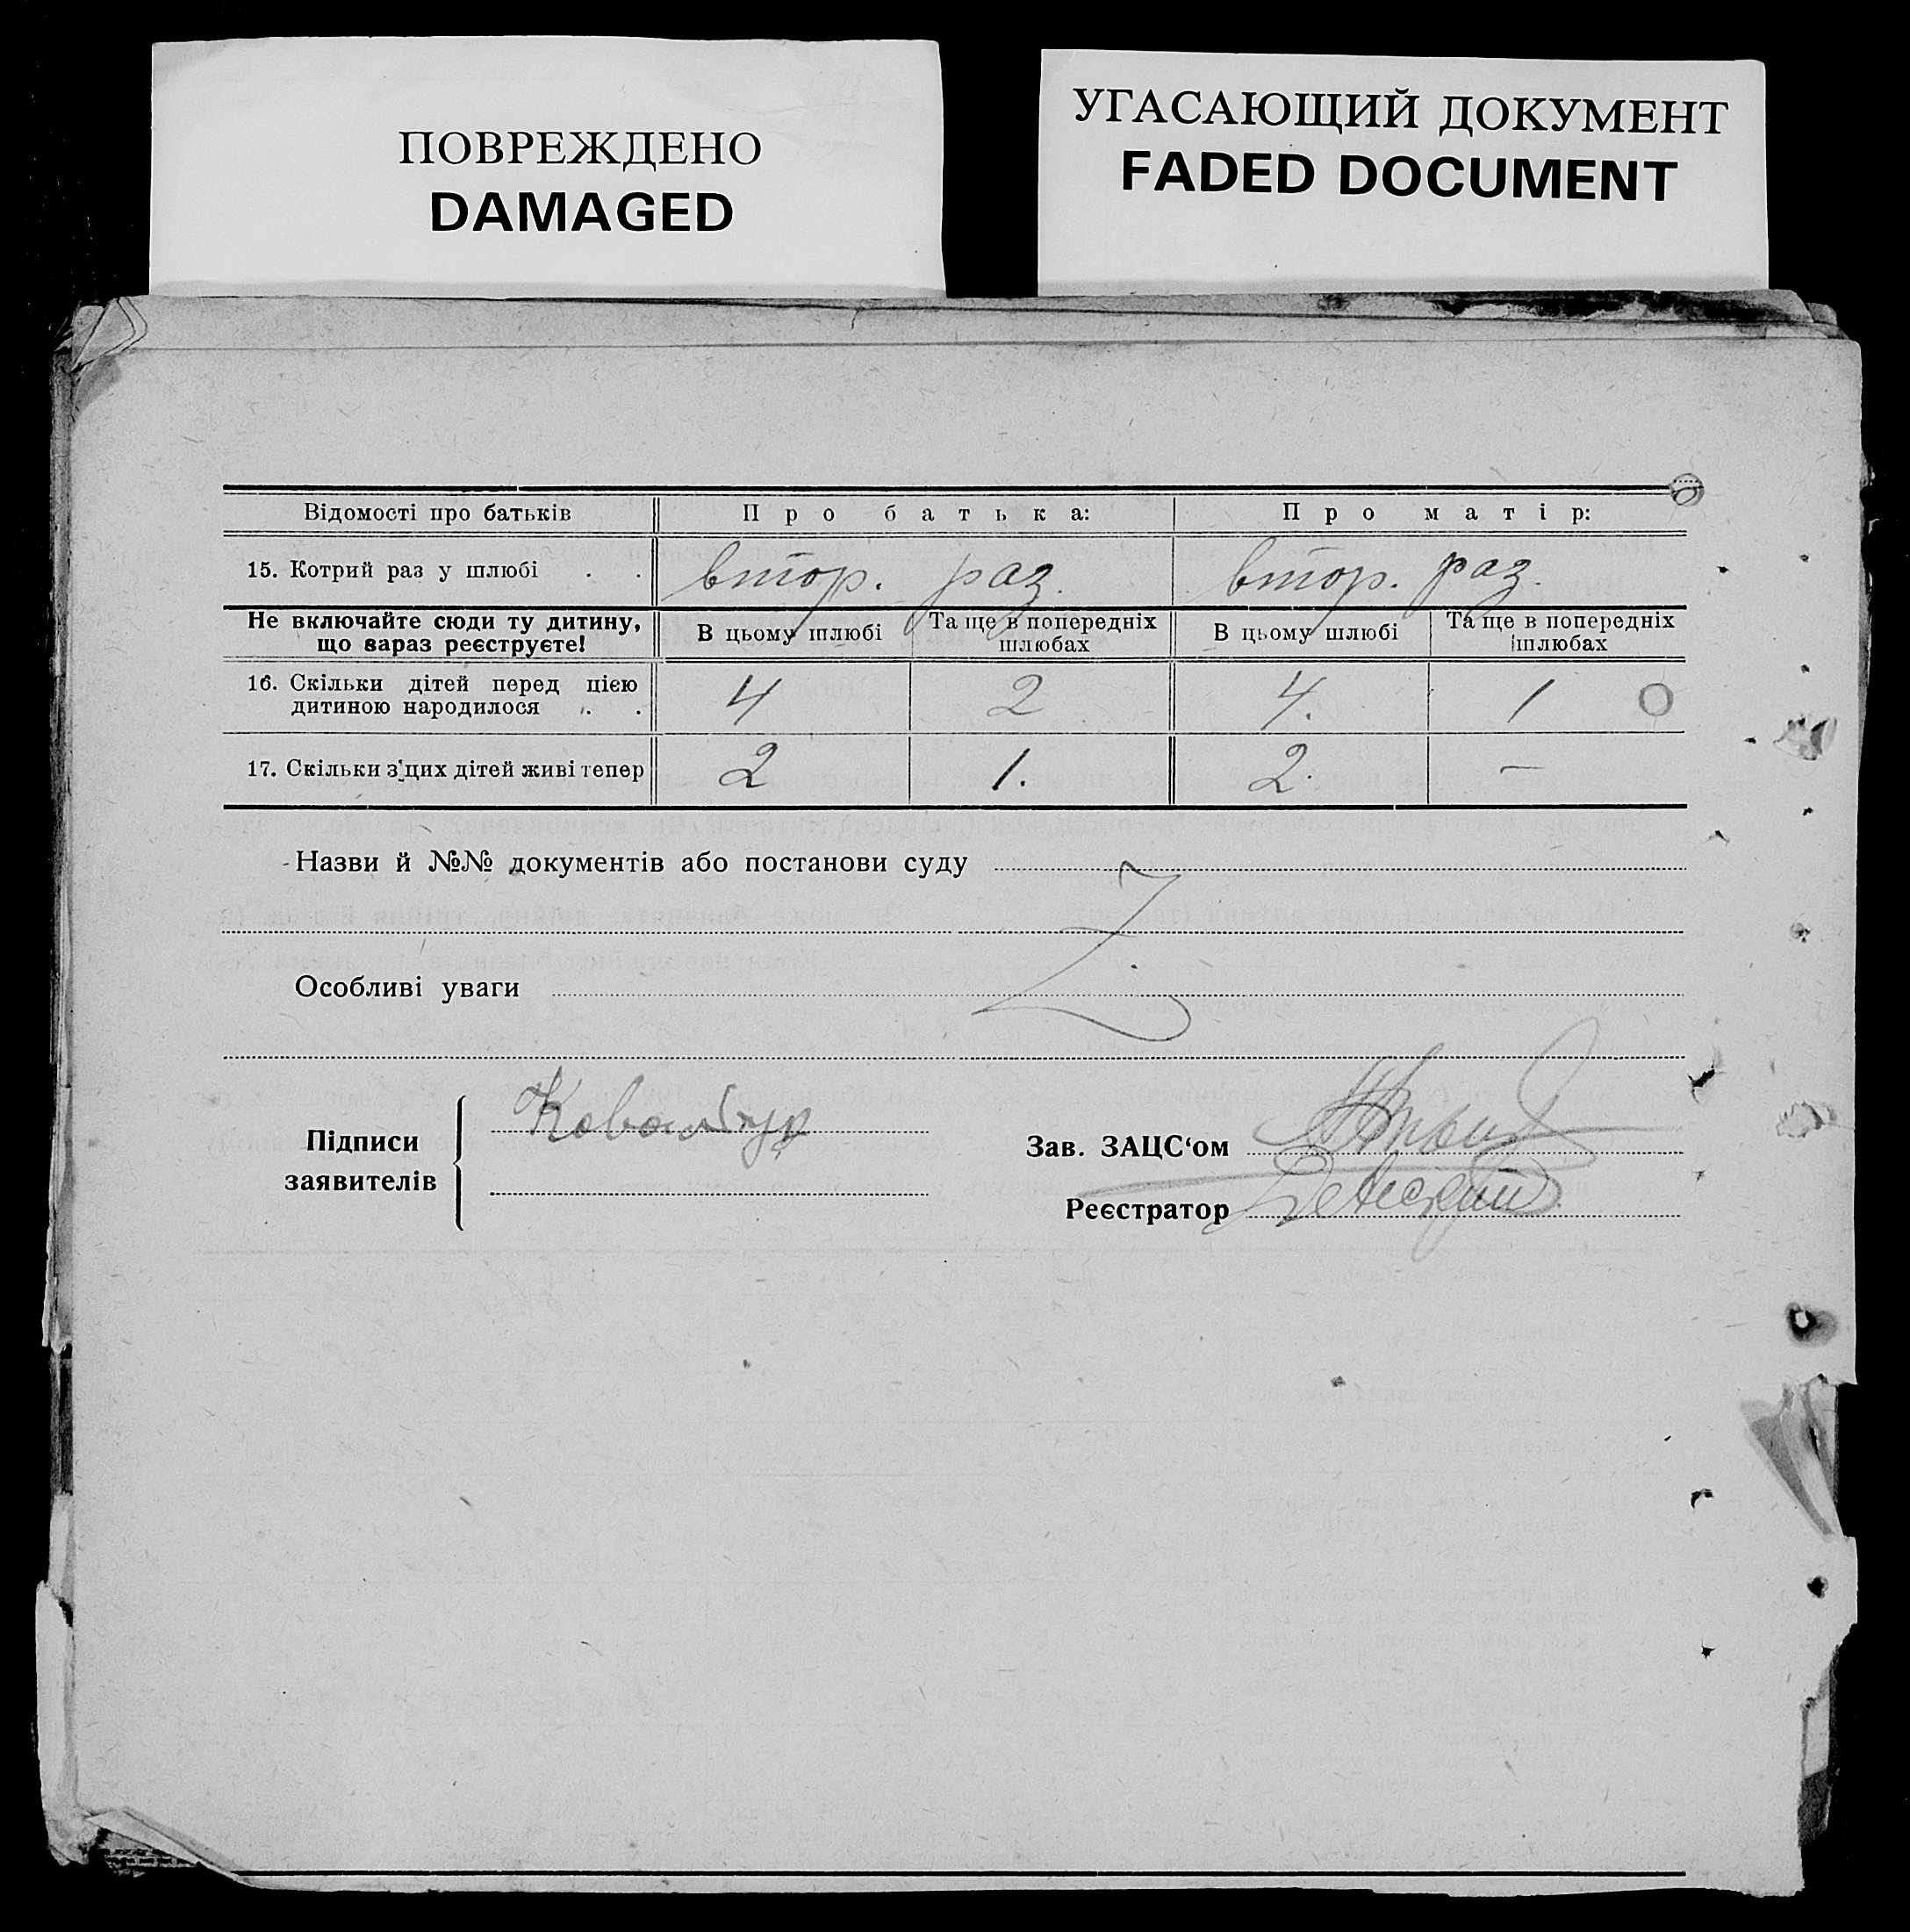 ПОВРЕЖДЕНО
DAMAGED
УГАСАЮЩИЙ ДОКУМЕНТ
FADED DOCUMENT
Відомості про батьків Про батька: Про матір:
15. Котрий раз у шлюбі . . втор. раз. втор. раз.
Не включайте сюди ту дитину, що вараз реєструєте! В цьому шлюбі Та ще в попередніх шлюбах В цьому шлюбі Та ще в попередніх шлюбах
16. Скільки дітей перед цією
дитиною народилося . . 4 2 4. 1
17. Скільки з цих дітей живі тепер 2 1. 2. —
Назви й №№ документів або постанови суду
Z
Особливі уваги
Підписи
заявителів
Зав. ЗАЦС‘ом
Реєстратор